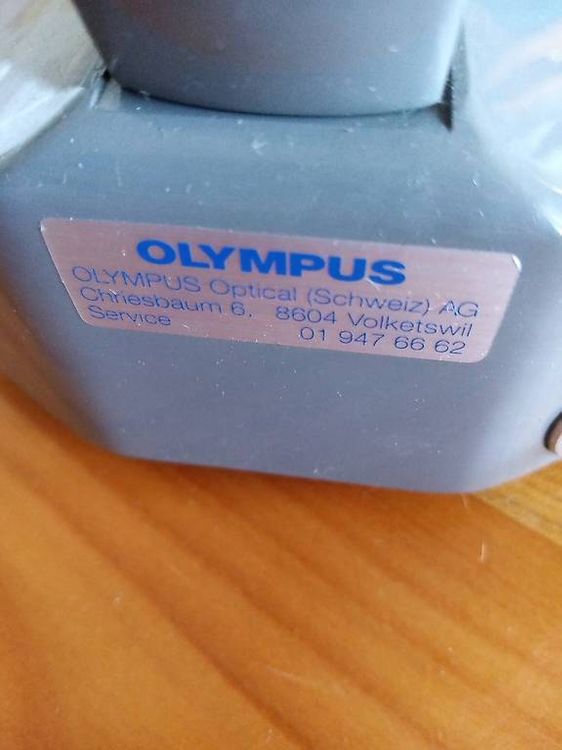 OLYMPUS
OLYMPUS Optical (Schweiz) AG
Chriesbaum 6, 8604 Volketswil
Service 01 947 66 62